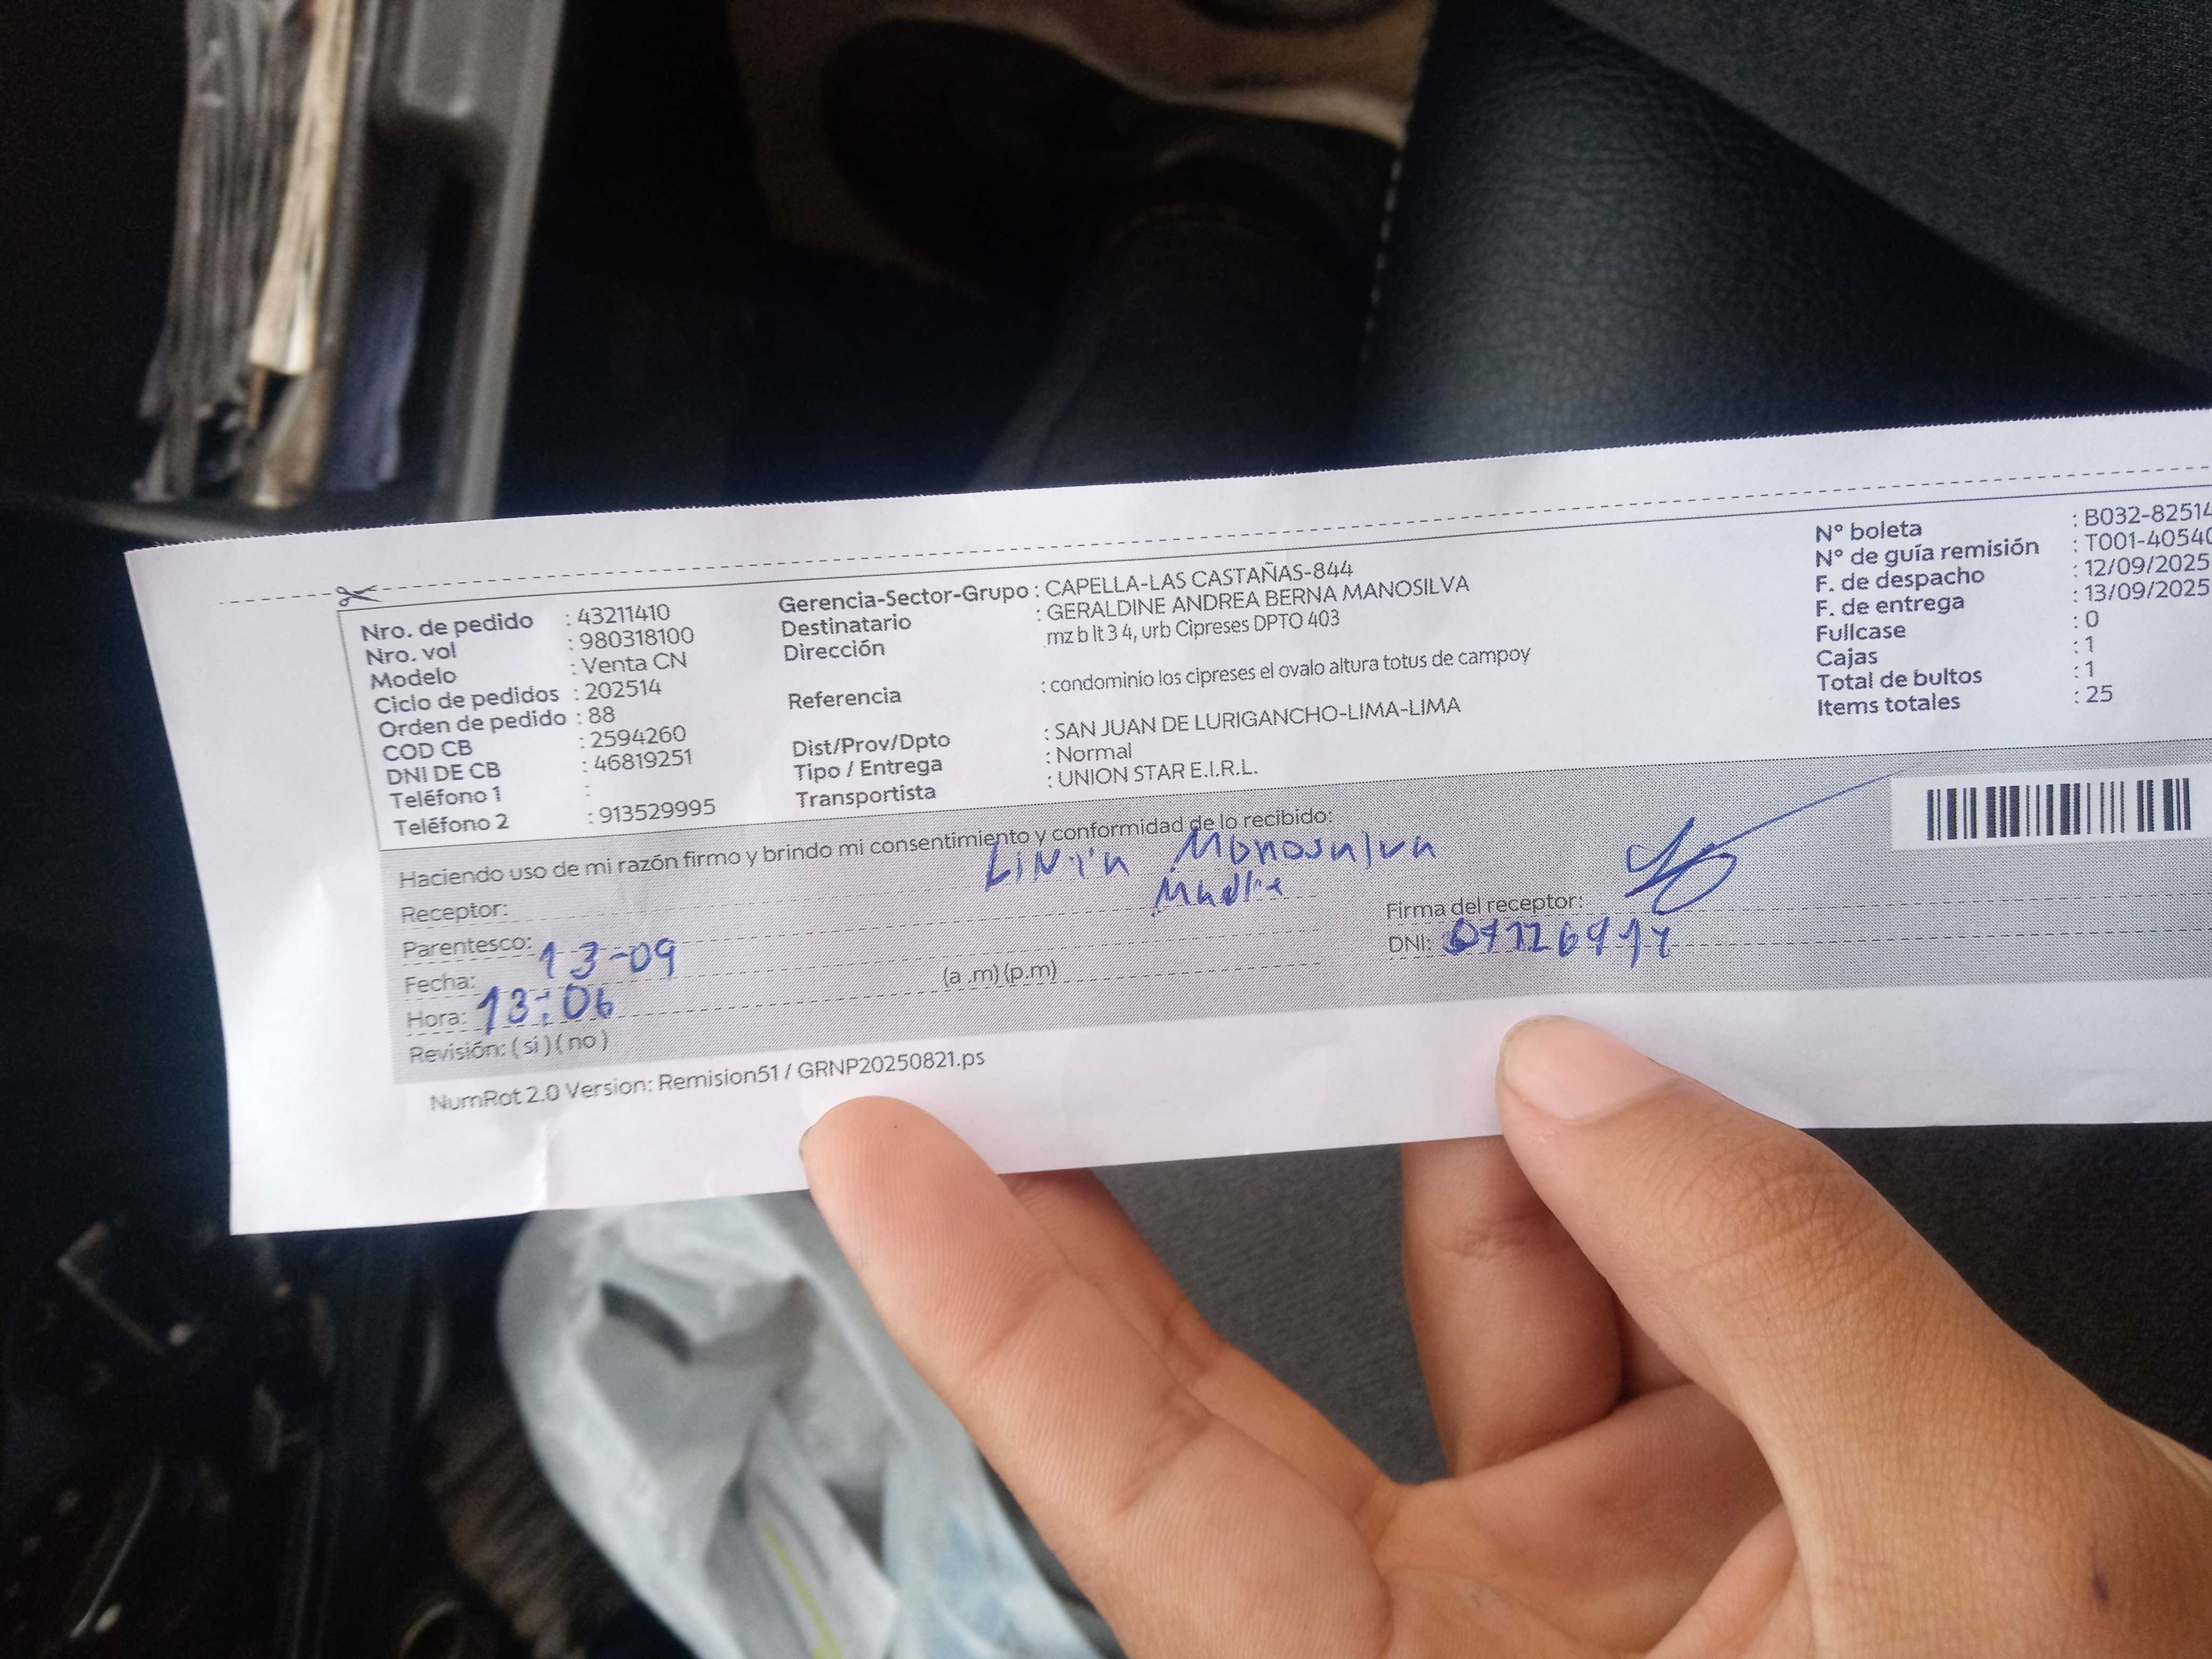 Nro. de pedido : 43211410
Nro. vol : 980318100
Modelo : Venta CN
Ciclo de pedidos : 202514
Orden de pedido : 88
COD CB : 2594260
DNI DE CB : 46819251
Teléfono 1 :
Teléfono 2 : 913529995
Gerencia-Sector-Grupo : CAPELLA-LAS CASTAÑAS-844
Destinatario : GERALDINE ANDREA BERNA MANOSILVA
Dirección mz b lt 3 4, urb Cipreses DPTO 403
Referencia : condominio los cipreses el ovalo altura totus de campoy
Dist/Prov/Dpto : SAN JUAN DE LURIGANCHO-LIMA-LIMA
Tipo / Entrega : Normal
Transportista : UNION STAR E.I.R.L.
N° boleta : B032-82514
N° de guía remisión : T001-40540
F. de despacho : 12/09/2025
F. de entrega : 13/09/2025
Fullcase : 0
Cajas : 1
Total de bultos : 1
Items totales : 25
Haciendo uso de mi razón firmo y brindo mi consentimiento y conformidad de lo recibido:
Receptor:
Parentesco: Madre
Fecha: 13-09
Hora: 13:06 (a .m) (p.m)
Revisión: ( si ) ( no )
Firma del receptor:
DNI:
NumRot 2.0 Version: Remision51 / GRNP20250821.ps